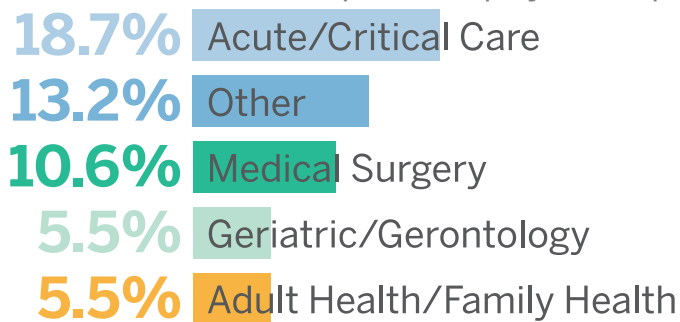 18.7% Acute/Critical Care
13.2% Other
10.6% Medical Surgery
5.5% Geriatric/Gerontology
5.5% Adult Health/Family Health